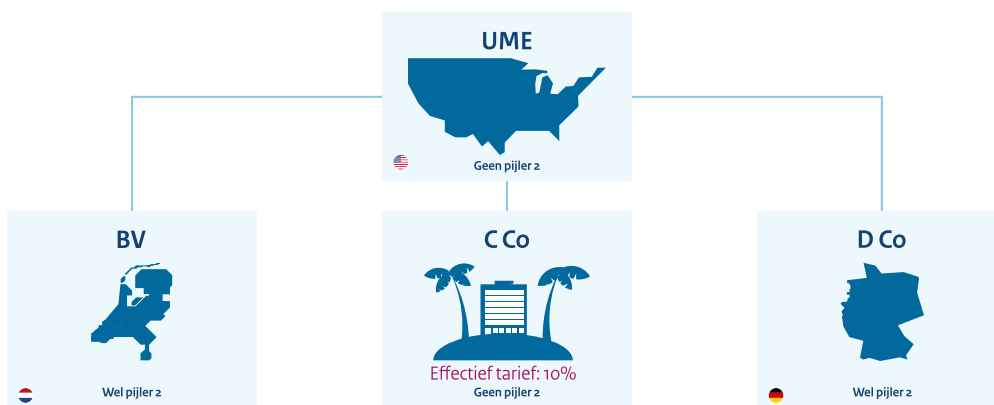 UME
Geen pijler 2
BV
Wel pijler 2
C Co
Effectief tarief: 10%
Geen pijler 2
D Co
Wel pijler 2